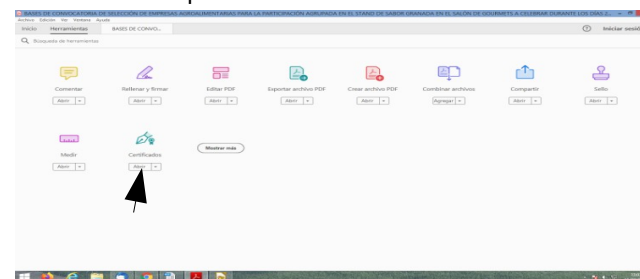 BASES DE CONVOCATORIA DE SELECCIÓN DE EMPRESAS AGROALIMENTARIAS PARA LA PARTICIPACIÓN AGRUPADA EN EL STAND DE SABOR GRANADA EN EL SALÓN DE GOURMETS A CELEBRAR DURANTE LOS DÍAS 2...
Archivo Edición Ver Ventana Ayuda
Inicio Herramientas BASES DE CONVO... Iniciar sesió
Búsqueda de herramientas
Comentar Rellenar y firmar Editar PDF Exportar archivo PDF Crear archivo PDF Combinar archivos Compartir Sello
Abrir Abrir Abrir Abrir Abrir Agregar Abrir Abrir
Medir Certificados Mostrar más
Abrir Abrir